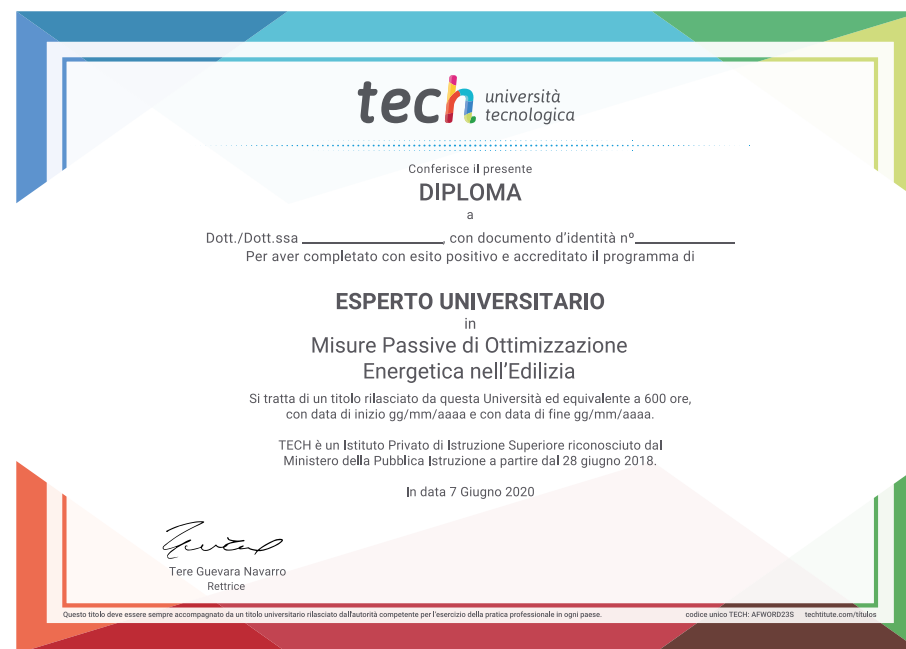 tech università
tecnologica
Conferisce il presente
DIPLOMA
a
Dott./Dott.ssa ____________, con documento d'identità nº____________
Per aver completato con esito positivo e accreditato il programma di
ESPERTO UNIVERSITARIO
in
Misure Passive di Ottimizzazione
Energetica nell'Edilizia
Si tratta di un titolo rilasciato da questa Università ed equivalente a 600 ore,
con data di inizio gg/mm/aaaa e con data di fine gg/mm/aaaa.
TECH è un Istituto Privato di Istruzione Superiore riconosciuto dal
Ministero della Pubblica Istruzione a partire dal 28 giugno 2018.
In data 7 Giugno 2020
Tere Guevara Navarro
Rettrice
Questo titolo deve essere sempre accompagnato da un titolo universitario rilasciato dall'autorità competente per l'esercizio della pratica professionale in ogni paese. codice unico TECH: AFWORD23S techtitute.com/titulos